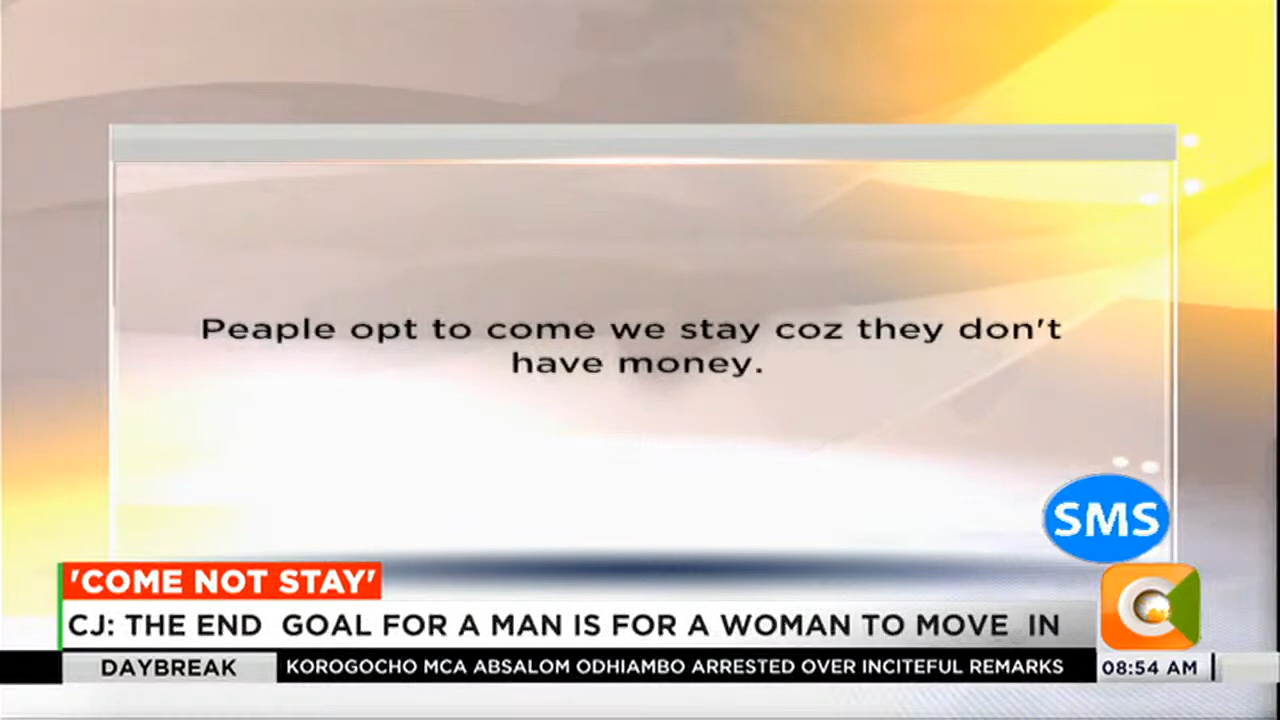 Peaple opt to come we stay coz they don't
have money.
SMS
'COME NOT STAY'
CJ: THE END GOAL FOR A MAN IS FOR A WOMAN TO MOVE IN
DAYBREAK
KOROGOCHO MCA ABSALOM ODHIAMBO ARRESTED OVER INCITEFUL REMARKS
08:54 AM